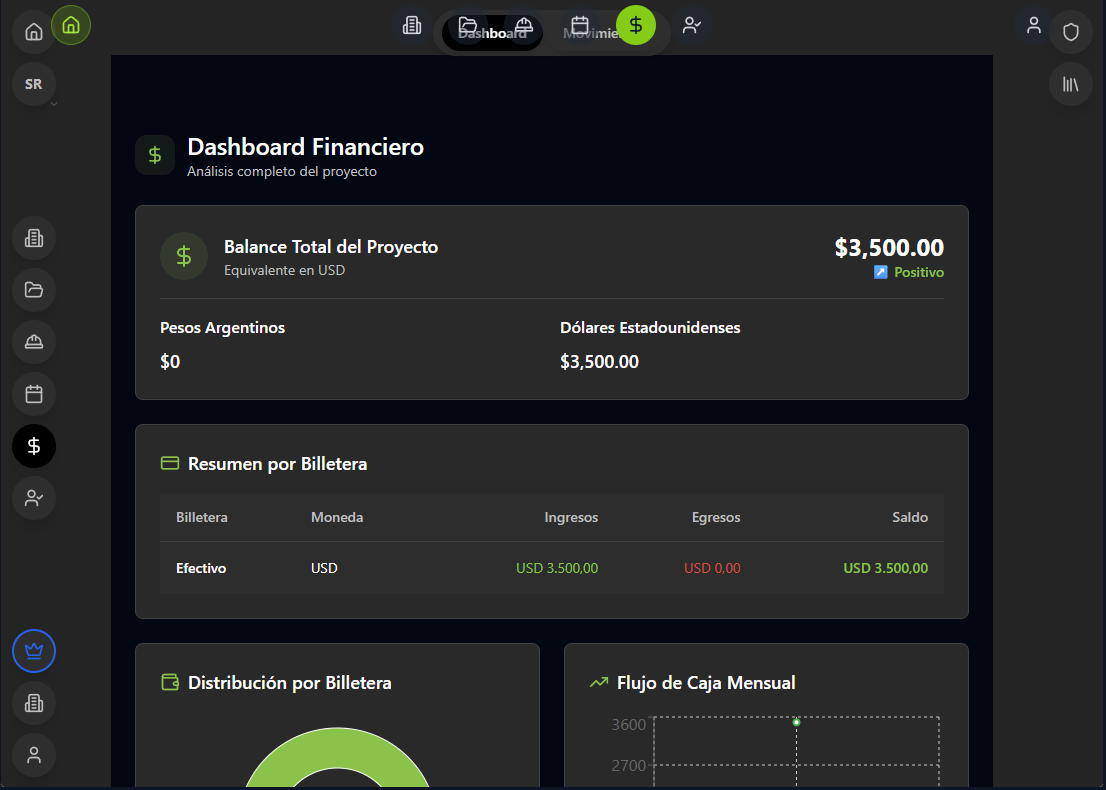 Dashboard
SR
Dashboard Financiero
Análisis completo del proyecto
Balance Total del Proyecto
Equivalente en USD
$3,500.00
Positivo
Pesos Argentinos
Dólares Estadounidenses
$0
$3,500.00
Resumen por Billetera
Billetera Moneda Ingresos Egresos Saldo
Efectivo USD USD 3.500,00 USD 0,00 USD 3.500,00
Distribución por Billetera
Flujo de Caja Mensual
3600
2700